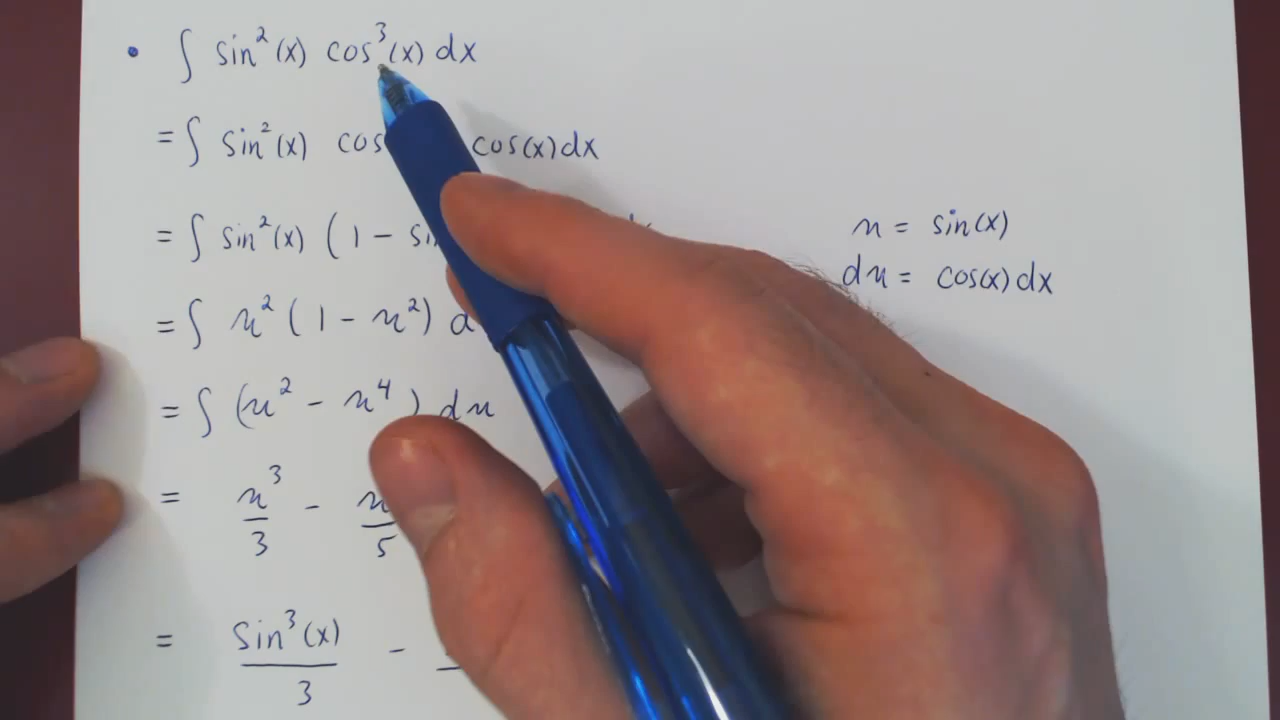 • ∫ sin²(x) cos³(x) dx
= ∫ sin²(x) cos cos(x) dx
= ∫ sin²(x) (1 −
u = sin(x)
du = cos(x) dx
= ∫ u² (1 − u²)
= ∫ (u² − u⁴) du
= u³/3 − u/5
= sin³(x)/3 −